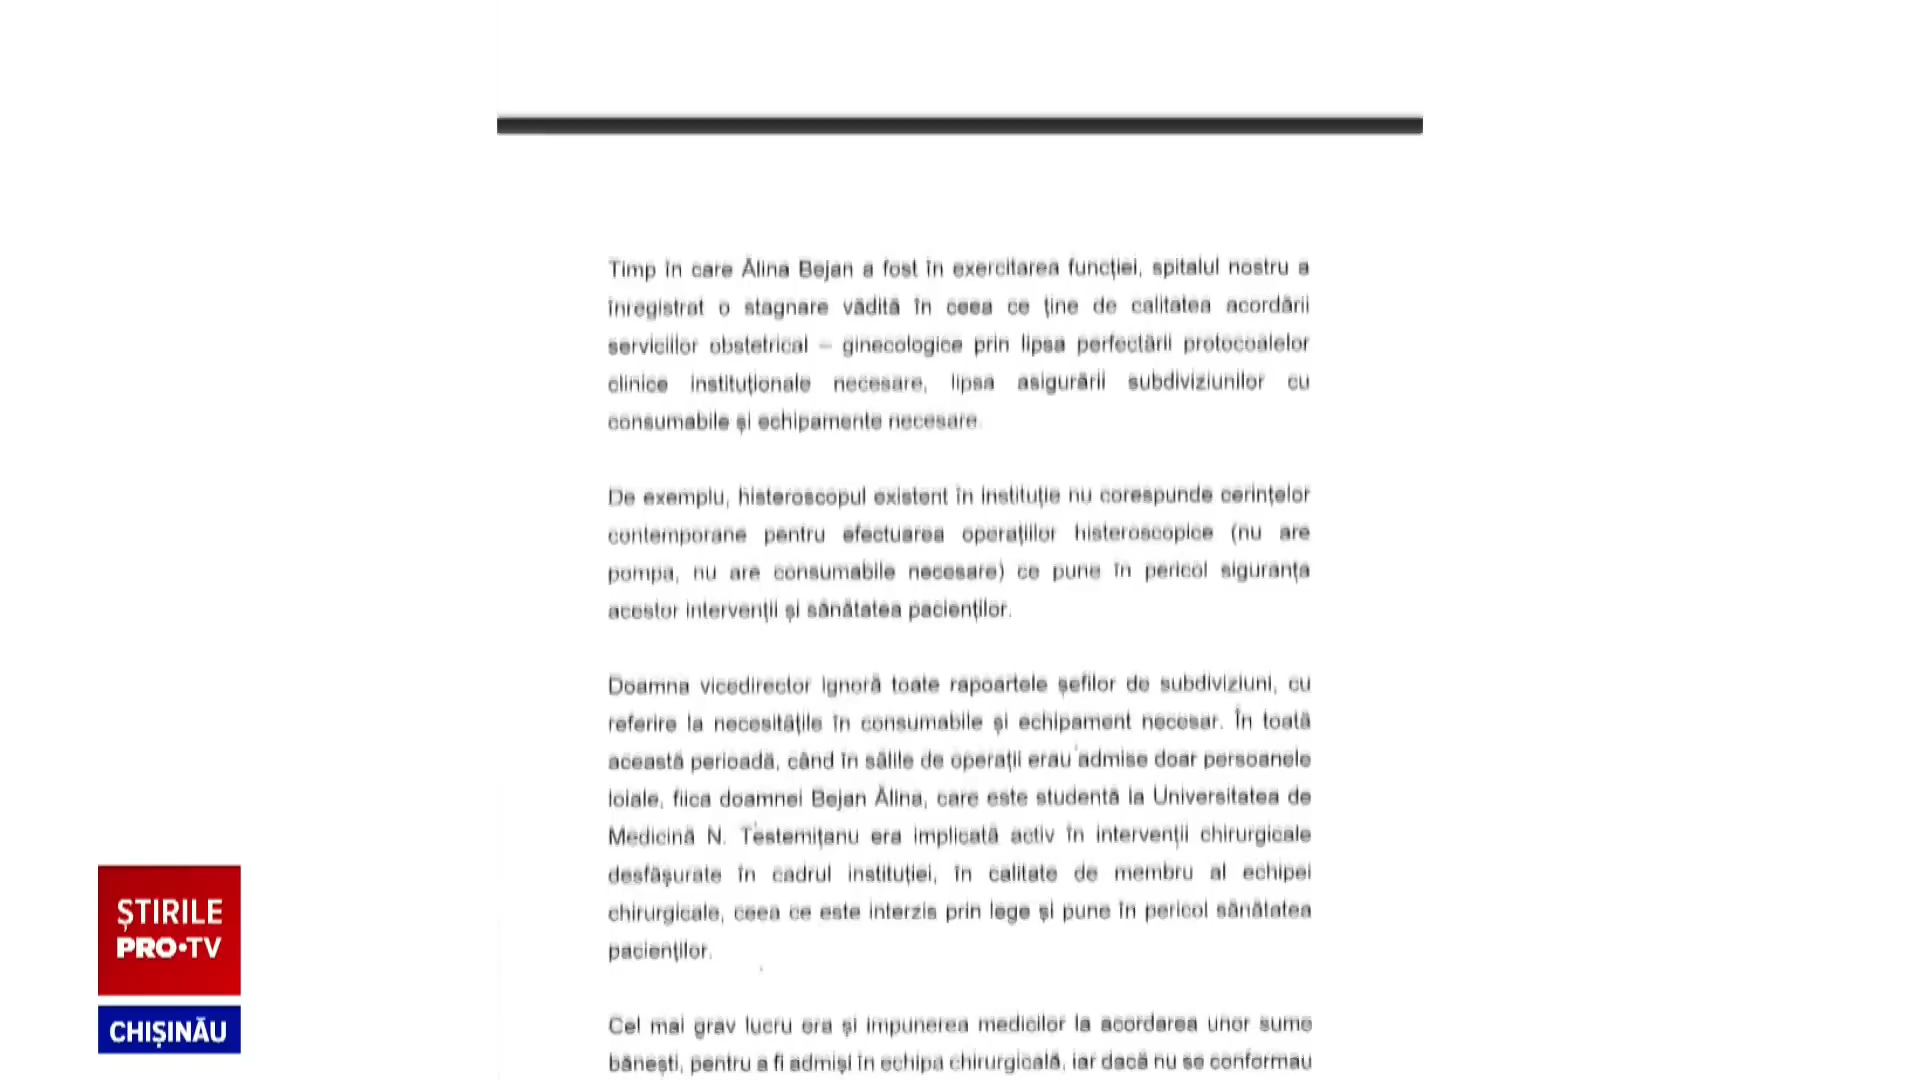 Timp în care Ălina Bejan a fost în exercitarea funcției, spitalul nostru a
înregistrat o stagnare vădită în ceea ce ține de calitatea acordării
serviciilor obstetrical – ginecologice prin lipsa perfectării protocoalelor
clinice instituționale necesare, lipsa asigurării subdiviziunilor cu
consumabile și echipamente necesare.
De exemplu, histeroscopul existent în instituție nu corespunde cerințelor
contemporane pentru efectuarea operațiilor histeroscopice (nu are
pompa, nu are consumabile necesare) ce pune în pericol siguranța
acestor intervenții și sănătatea pacienților.
Doamna vicedirector ignoră toate rapoartele șefilor de subdiviziuni, cu
referire la necesitățile în consumabile și echipament necesar. În toată
această perioadă, când în sălile de operații erau admise doar persoanele
loiale, fiica doamnei Bejan Ălina, care este studentă la Universitatea de
Medicină N. Testemițanu era implicată activ în intervenții chirurgicale
desfășurate în cadrul instituției, în calitate de membru al echipei
chirurgicale, ceea ce este interzis prin lege și pune în pericol sănătatea
pacienților.
Cel mai grav lucru era și impunerea medicilor la acordarea unor sume
bănești, pentru a fi admiși în echipa chirurgicală, iar dacă nu se conformau
ȘTIRILE
PRO•TV
CHIȘINĂU